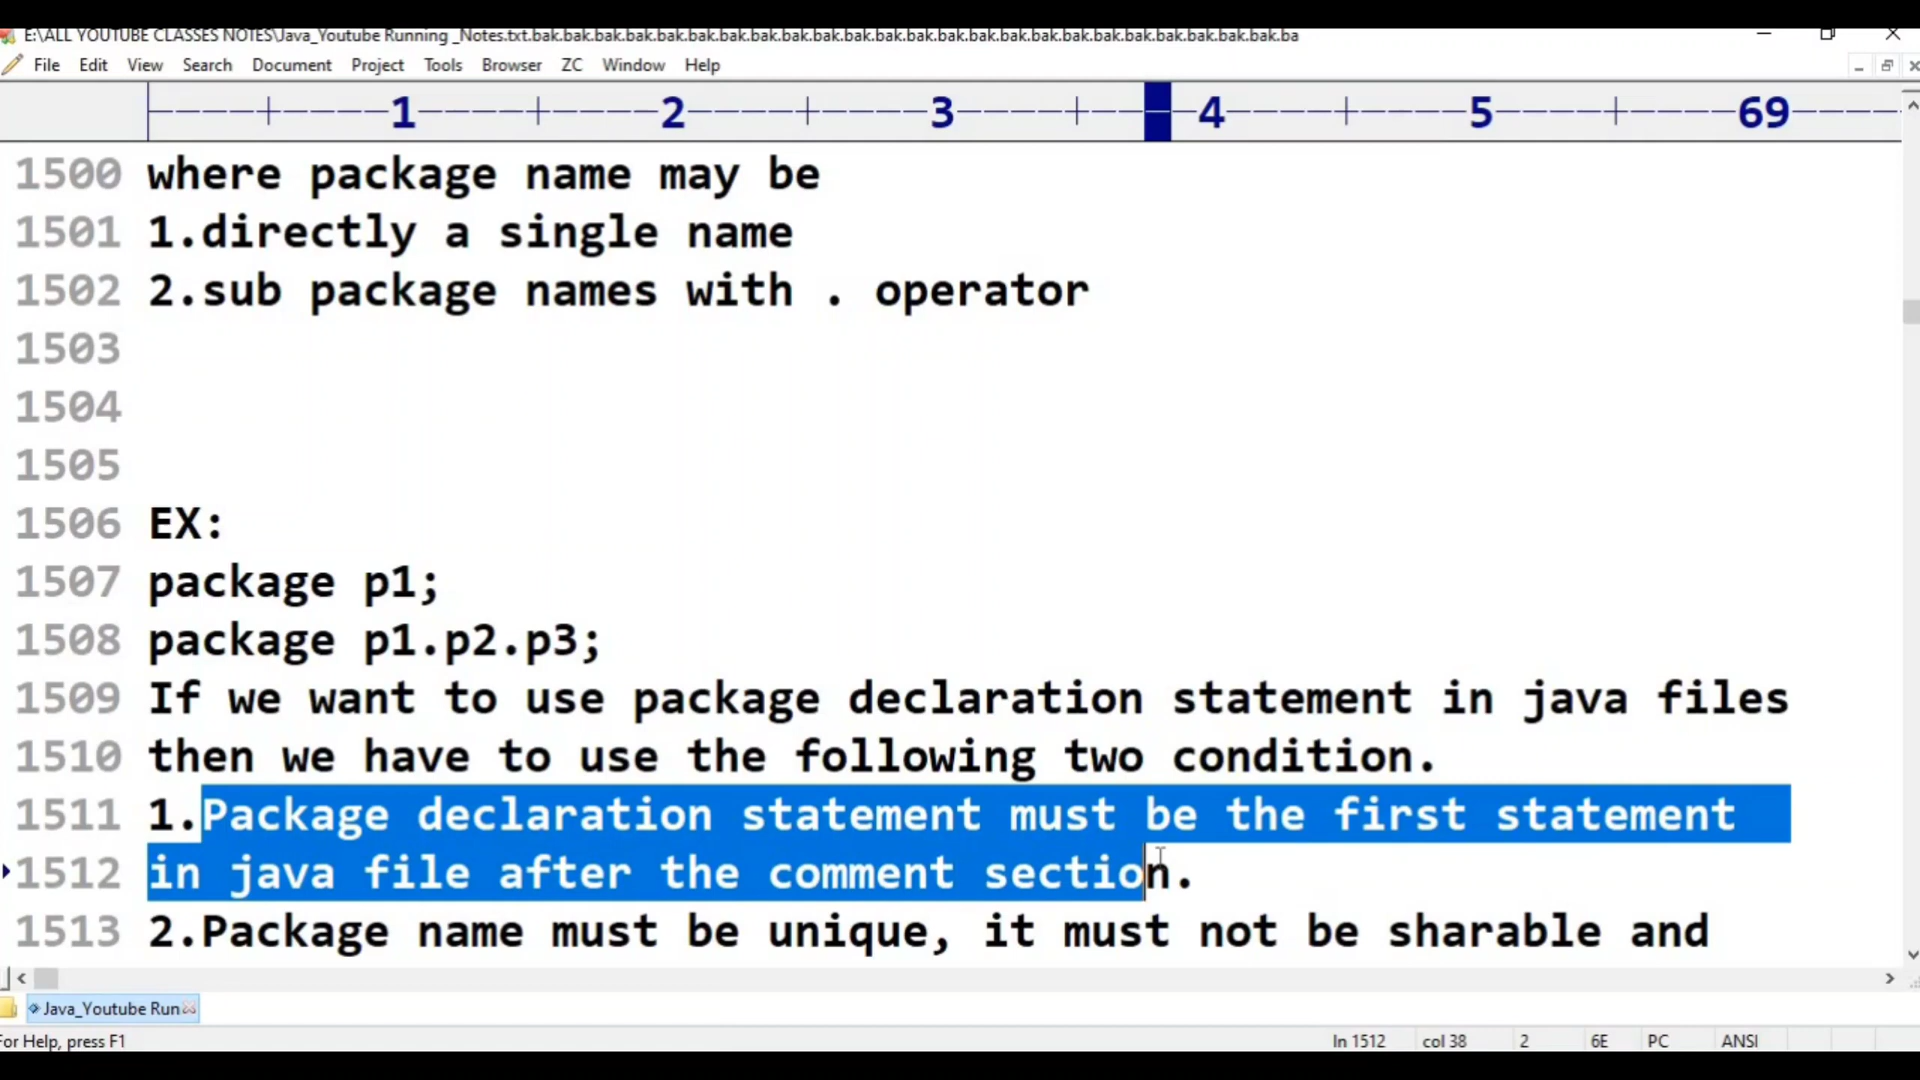 E:\ALL YOUTUBE CLASSES NOTES\Java_Youtube Running _Notes.txt.bak.bak.bak.bak.bak.bak.bak.bak.bak.bak.bak.bak.bak.bak.bak.bak.bak.bak.bak.bak.bak.bak.bak.bak.ba
File Edit View Search Document Project Tools Browser ZC Window Help
1 2 3 4 5 69
1500 where package name may be
1501 1.directly a single name
1502 2.sub package names with . operator
1503
1504
1505
1506 EX:
1507 package p1;
1508 package p1.p2.p3;
1509 If we want to use package declaration statement in java files
1510 then we have to use the following two condition.
1511 1.Package declaration statement must be the first statement
1512 in java file after the comment section.
1513 2.Package name must be unique, it must not be sharable and
Java_Youtube Run
For Help, press F1 ln 1512 col 38 2 6E PC ANSI